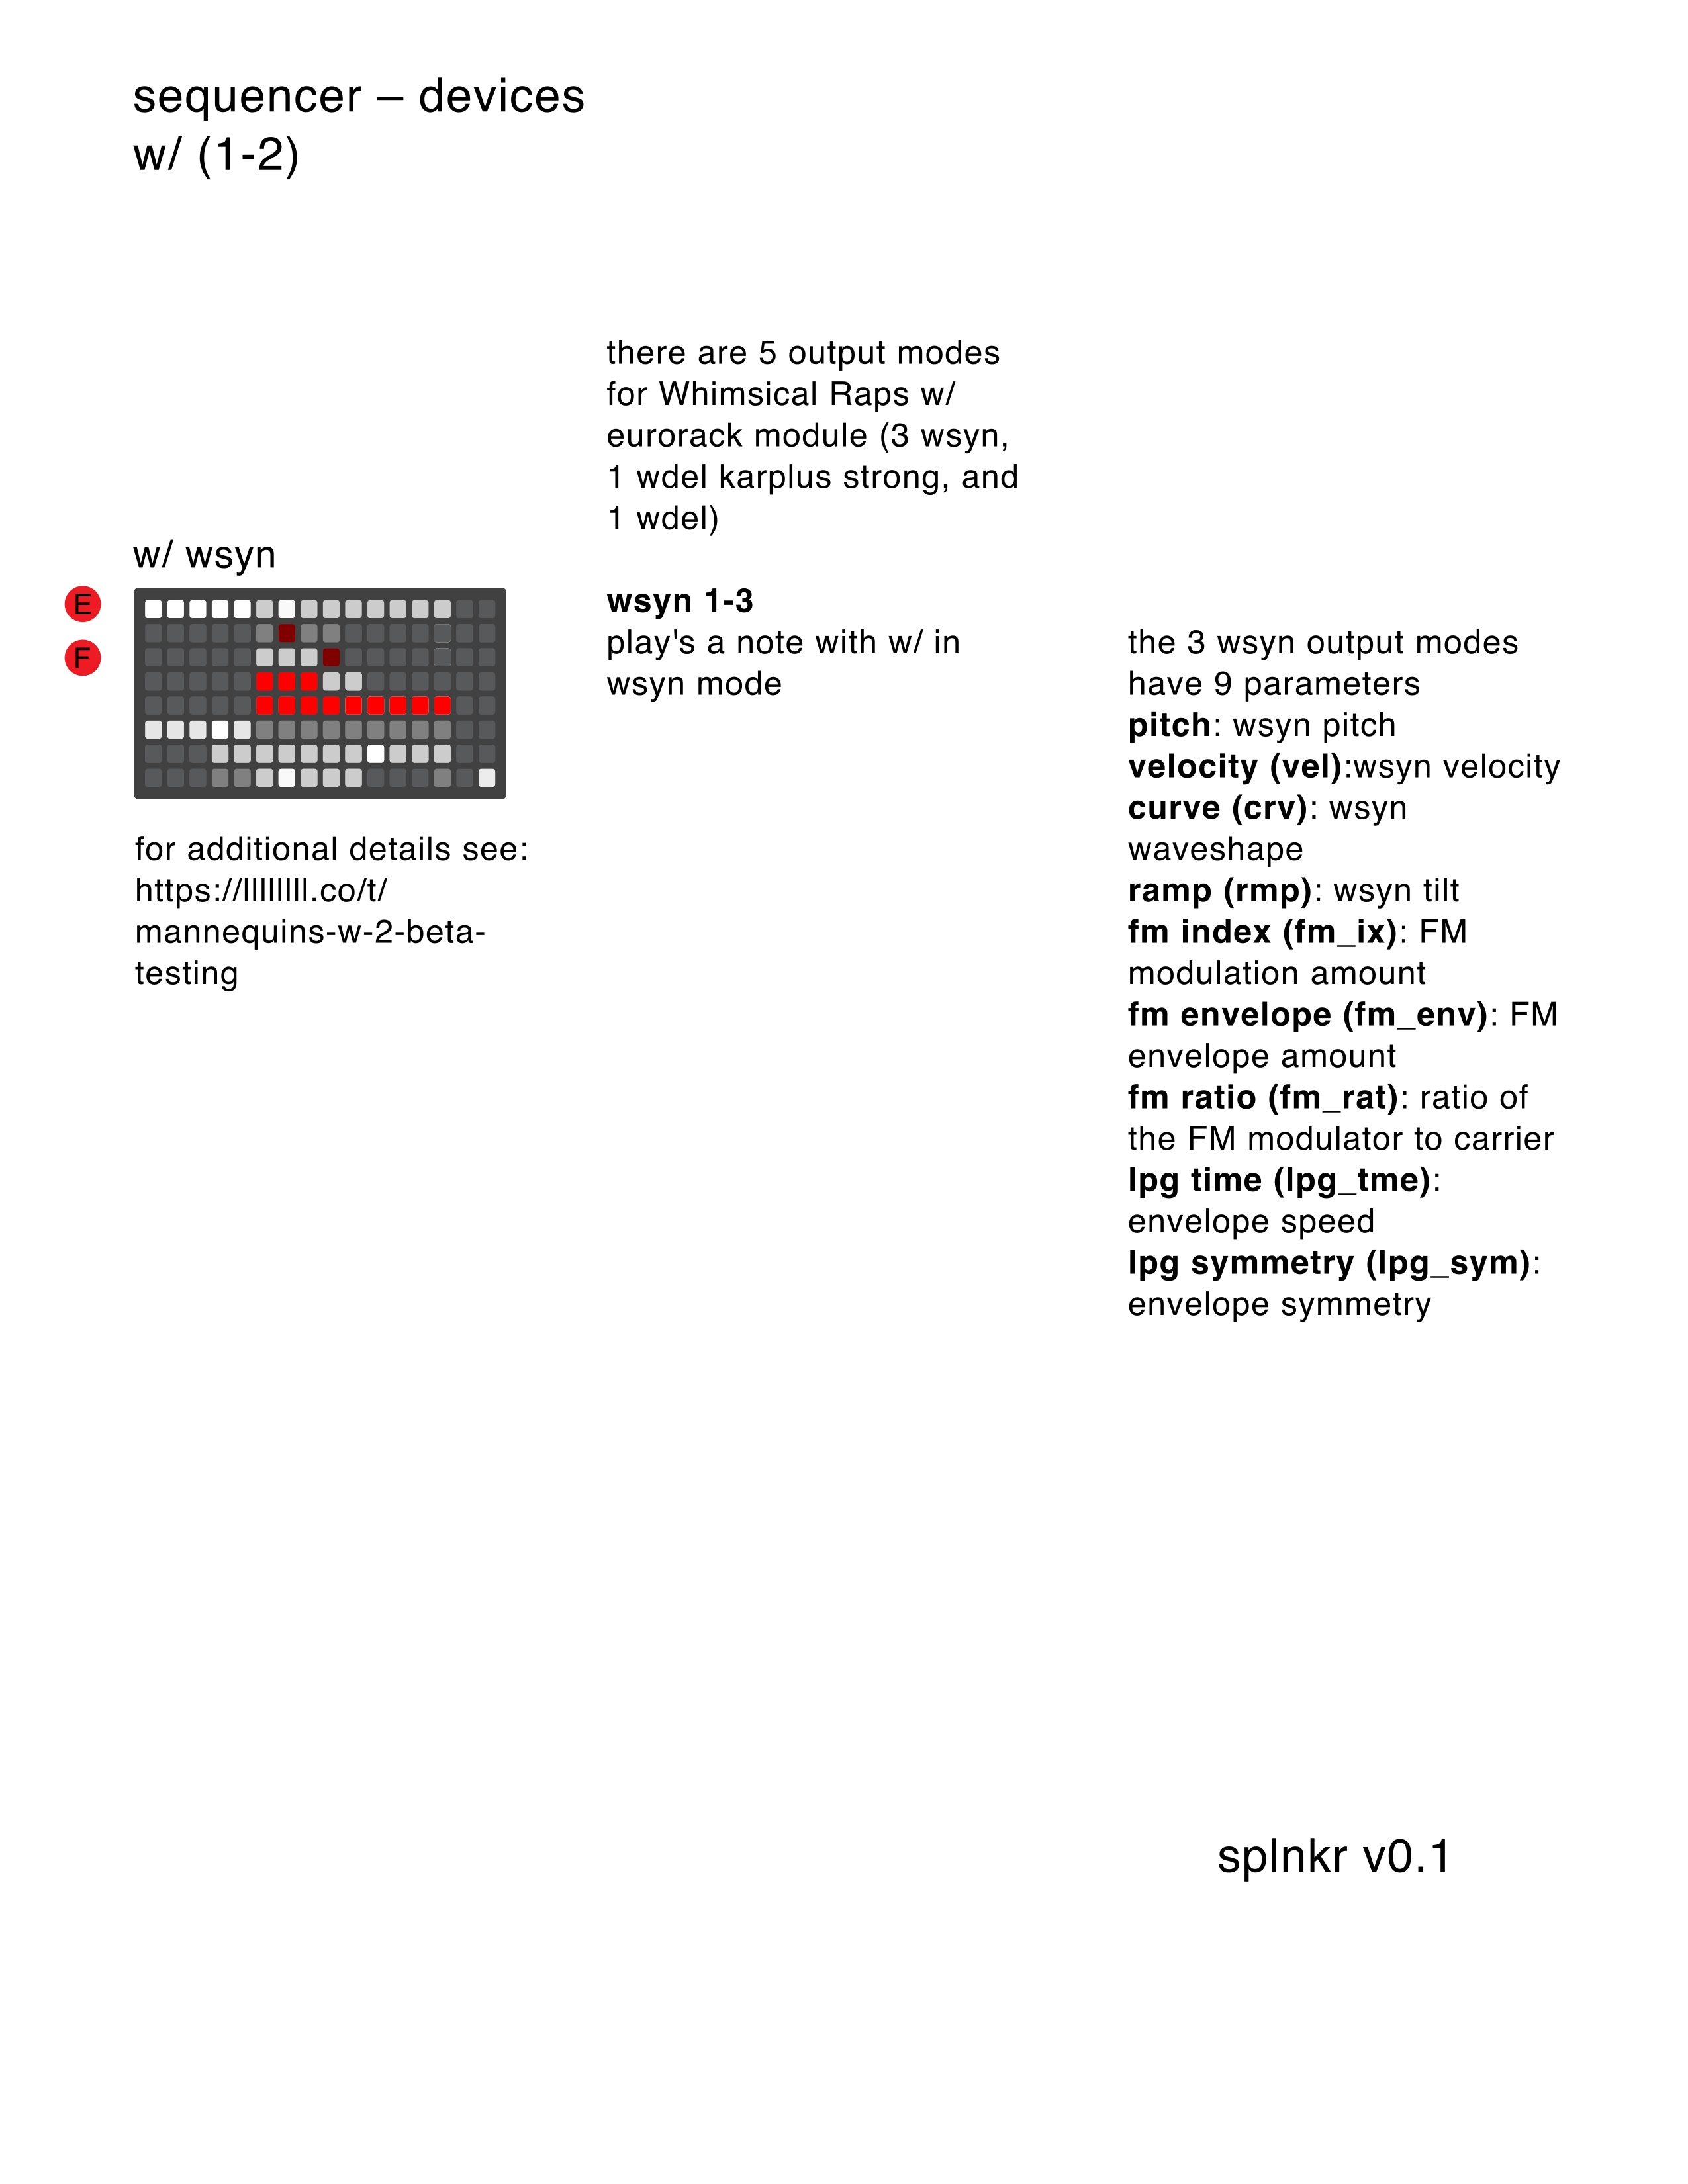 sequencer – devices
w/ (1-2)
there are 5 output modes
for Whimsical Raps w/
eurorack module (3 wsyn,
1 wdel karplus strong, and
1 wdel)
w/ wsyn
E
F
for additional details see:
https://llllllll.co/t/
mannequins-w-2-beta-
testing
wsyn 1-3
play's a note with w/ in
wsyn mode
the 3 wsyn output modes
have 9 parameters
pitch: wsyn pitch
velocity (vel):wsyn velocity
curve (crv): wsyn
waveshape
ramp (rmp): wsyn tilt
fm index (fm_ix): FM
modulation amount
fm envelope (fm_env): FM
envelope amount
fm ratio (fm_rat): ratio of
the FM modulator to carrier
lpg time (lpg_tme):
envelope speed
lpg symmetry (lpg_sym):
envelope symmetry
splnkr v0.1